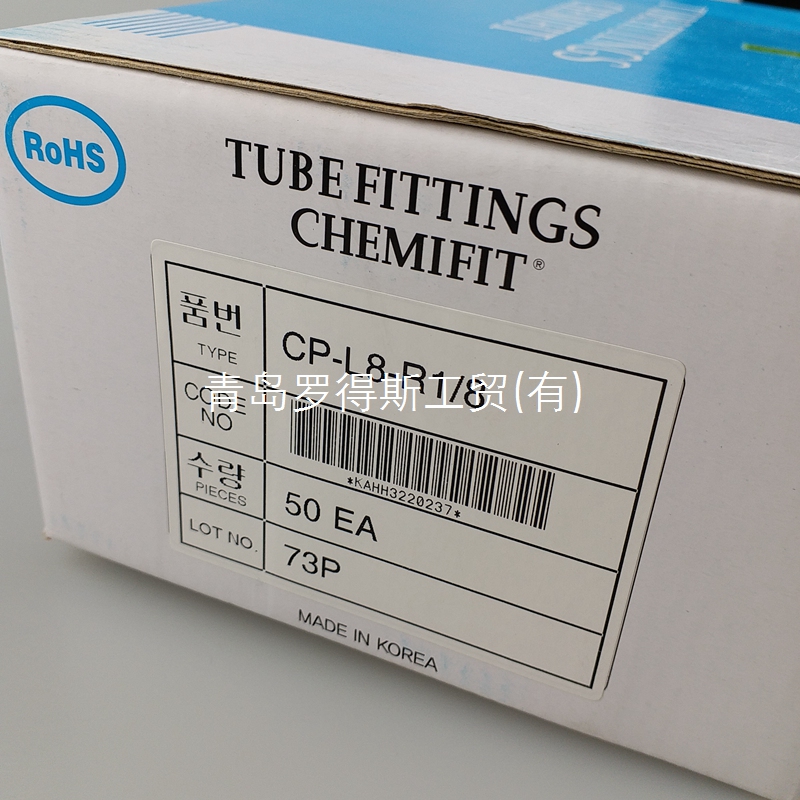 RoHS
TUBE FITTINGS
CHEMIFIT®
품번
TYPE
CP-L8-R1/8
CODE
NO
*KAHH3220237*
수량
PIECES
50 EA
LOT NO.
73P
MADE IN KOREA
青岛罗得斯工贸(有)